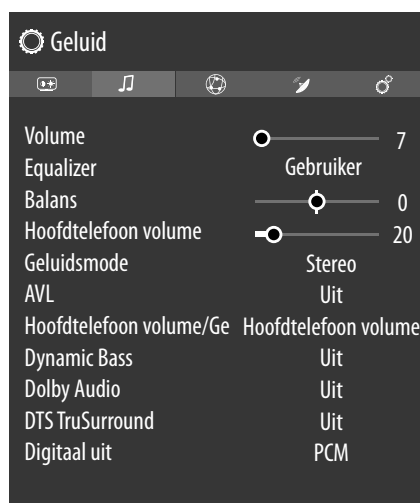 Geluid
Volume 7
Equalizer Gebruiker
Balans 0
Hoofdtelefoon volume 20
Geluidsmode Stereo
AVL Uit
Hoofdtelefoon volume/Ge Hoofdtelefoon volume
Dynamic Bass Uit
Dolby Audio Uit
DTS TruSurround Uit
Digitaal uit PCM